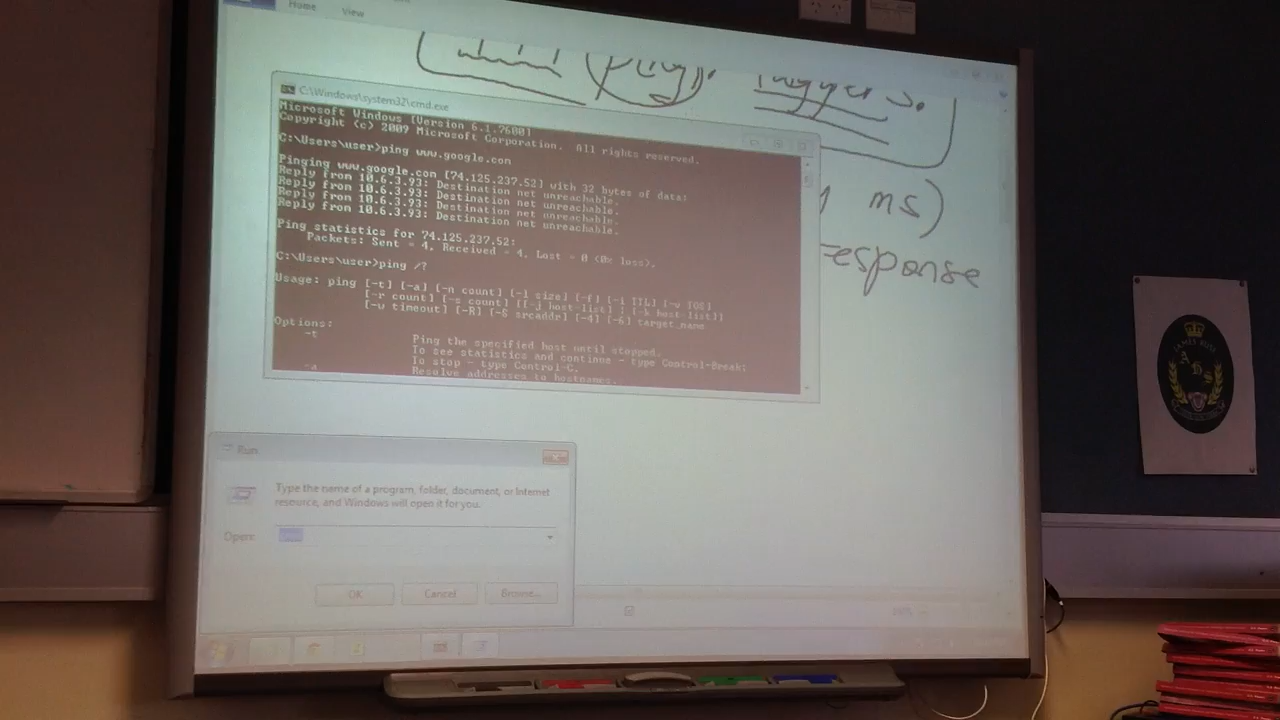 Home
View
(ping).
C:\Windows\system32\cmd.exe
Microsoft Windows [Version 6.1.7600]
Copyright (c) 2009 Microsoft Corporation.  All rights reserved.
C:\Users\user>ping www.google.com
Pinging www.google.com [74.125.237.52] with 32 bytes of data:
Reply from 10.6.3.93: Destination net unreachable.
Reply from 10.6.3.93: Destination net unreachable.
Reply from 10.6.3.93: Destination net unreachable.
Reply from 10.6.3.93: Destination net unreachable.
Ping statistics for 74.125.237.52:
Packets: Sent = 4, Received = 4, Lost = 0 (0% loss),
C:\Users\user>ping /?
Usage: ping [-t] [-a] [-n count] [-l size] [-f] [-i TTL] [-v TOS]
[-r count] [-s count] [[-j host-list] | [-k host-list]]
[-w timeout] [-R] [-S srcaddr] [-4] [-6] target_name
Options:
-t Ping the specified host until stopped.
To see statistics and continue - type Control-Break;
To stop - type Control-C.
-a Resolve addresses to hostnames.
ms)
response
Run
Type the name of a program, folder, document, or Internet
resource, and Windows will open it for you.
Open: cmd
OK Cancel Browse...
JAMES RUSE
A H S